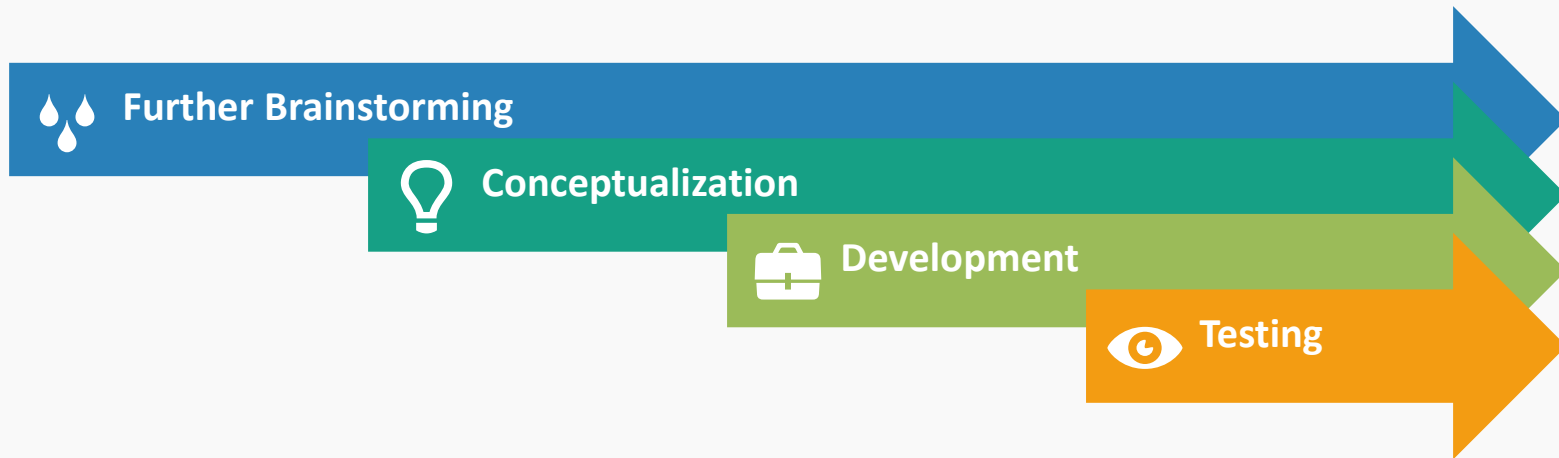 Further Brainstorming
Conceptualization
Development
Testing